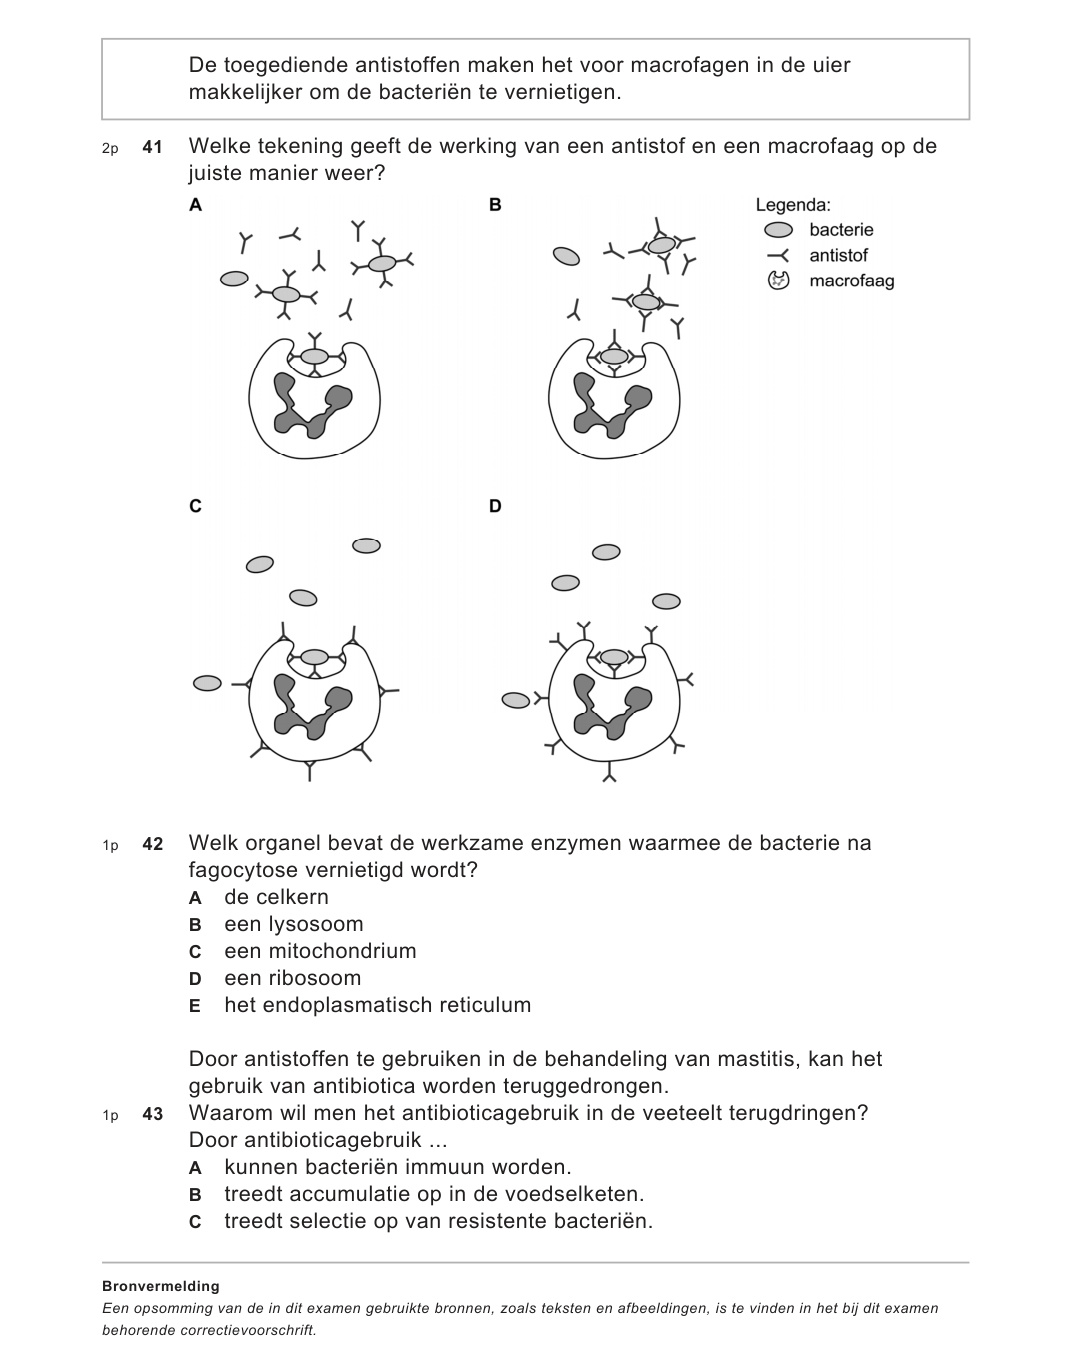 De toegediende antistoffen maken het voor macrofagen in de uier
makkelijker om de bacteriën te vernietigen.
2p 41 Welke tekening geeft de werking van een antistof en een macrofaag op de
juiste manier weer?
A B Legenda:
bacterie
antistof
macrofaag
C D
1p 42 Welk organel bevat de werkzame enzymen waarmee de bacterie na
fagocytose vernietigd wordt?
A de celkern
B een lysosoom
C een mitochondrium
D een ribosoom
E het endoplasmatisch reticulum
Door antistoffen te gebruiken in de behandeling van mastitis, kan het
gebruik van antibiotica worden teruggedrongen.
1p 43 Waarom wil men het antibioticagebruik in de veeteelt terugdringen?
Door antibioticagebruik ...
A kunnen bacteriën immuun worden.
B treedt accumulatie op in de voedselketen.
C treedt selectie op van resistente bacteriën.
Bronvermelding
Een opsomming van de in dit examen gebruikte bronnen, zoals teksten en afbeeldingen, is te vinden in het bij dit examen
behorende correctievoorschrift.